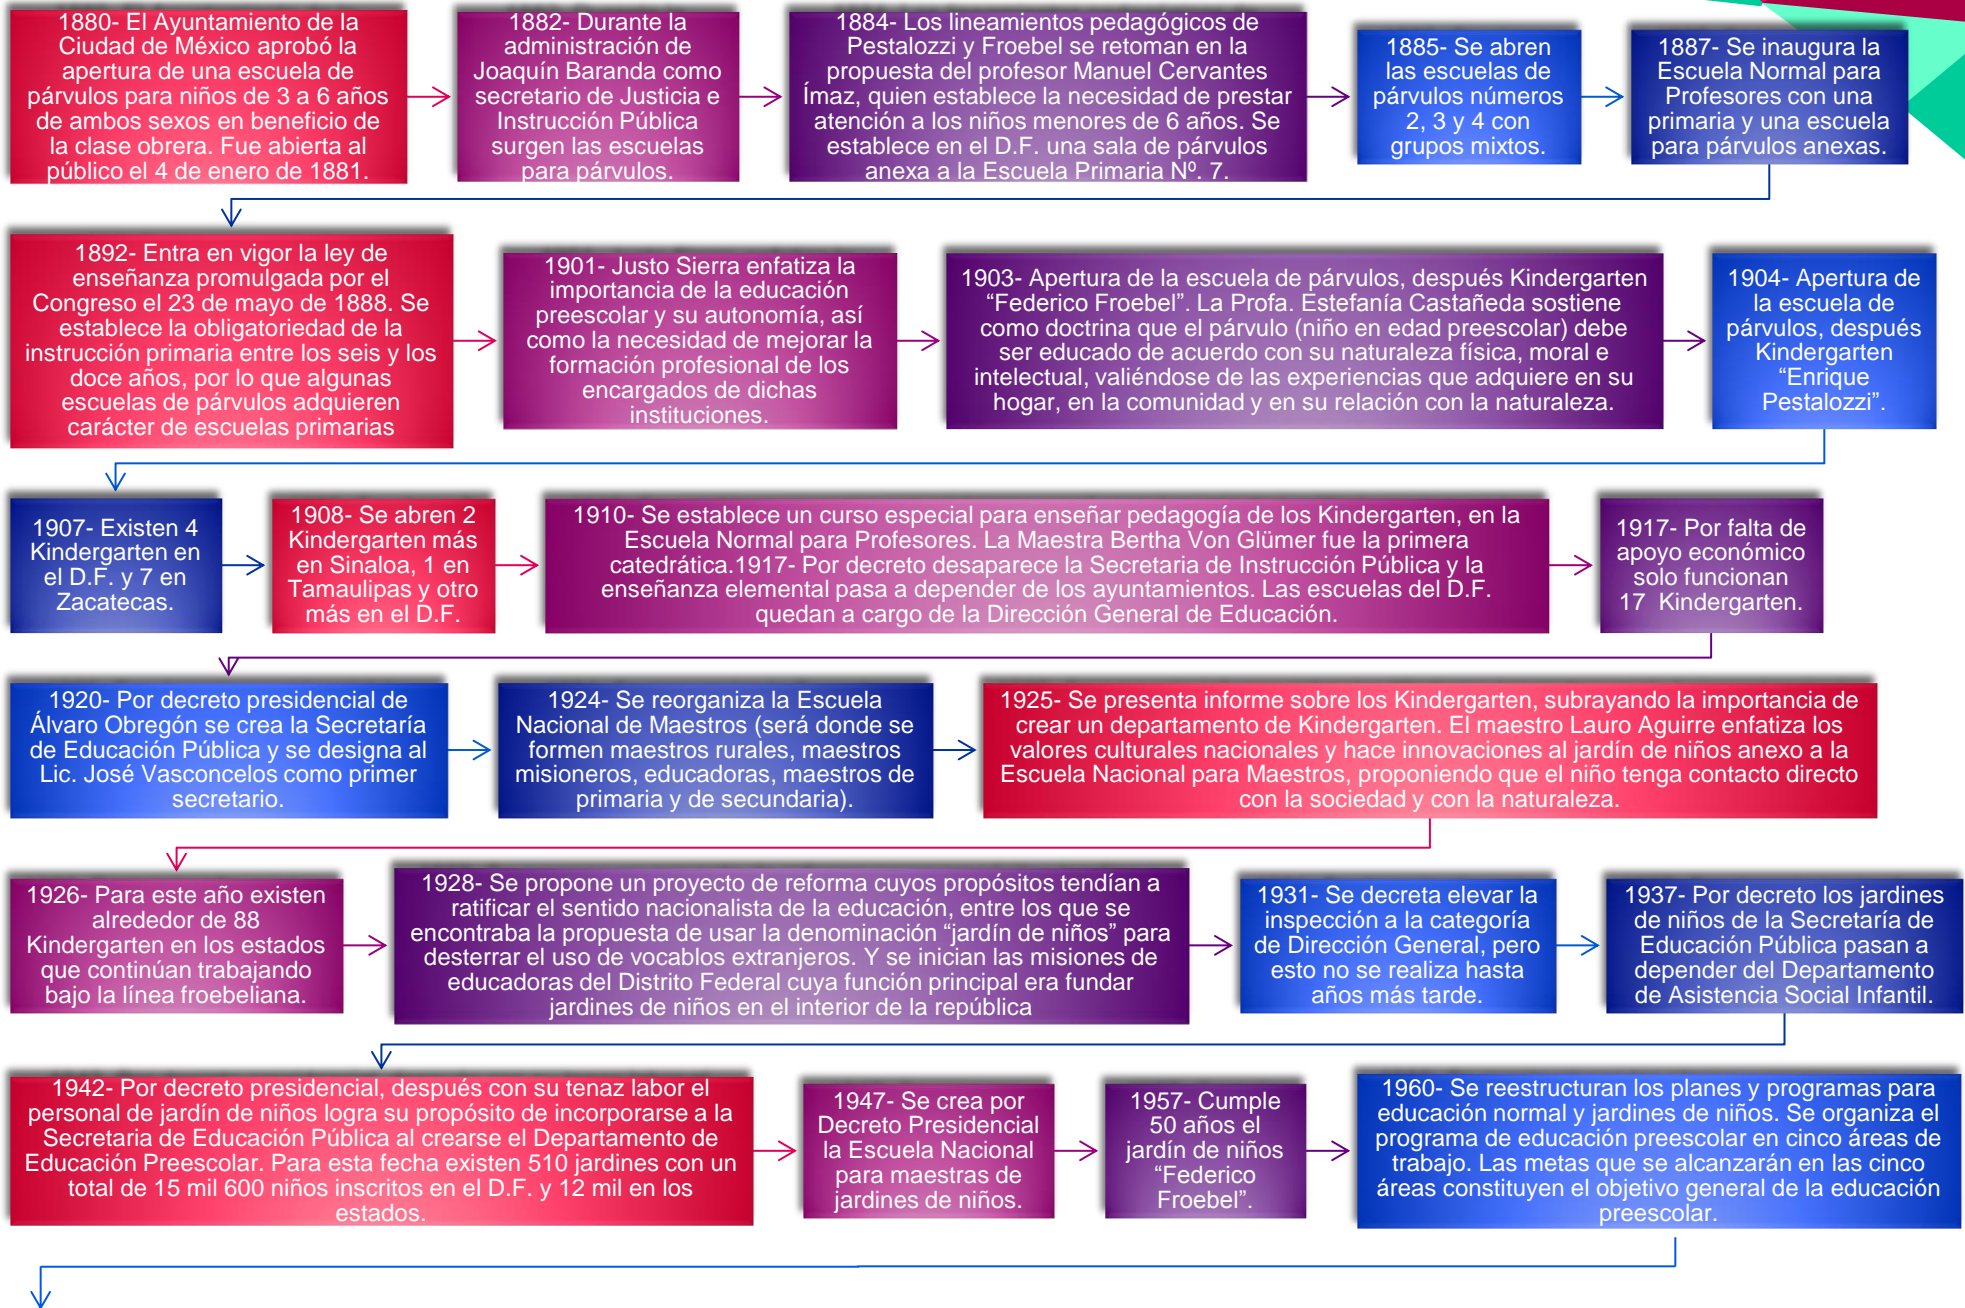 1880- El Ayuntamiento de la
Ciudad de México aprobó la
apertura de una escuela de
párvulos para niños de 3 a 6 años
de ambos sexos en beneficio de
la clase obrera. Fue abierta al
público el 4 de enero de 1881.
1882- Durante la
administración de
Joaquín Baranda como
secretario de Justicia e
Instrucción Pública
surgen las escuelas
para párvulos.
1884- Los lineamientos pedagógicos de
Pestalozzi y Froebel se retoman en la
propuesta del profesor Manuel Cervantes
Ímaz, quien establece la necesidad de prestar
atención a los niños menores de 6 años. Se
establece en el D.F. una sala de párvulos
anexa a la Escuela Primaria Nº. 7.
1885- Se abren
las escuelas de
párvulos números
2, 3 y 4 con
grupos mixtos.
1887- Se inaugura la
Escuela Normal para
Profesores con una
primaria y una escuela
para párvulos anexas.
1892- Entra en vigor la ley de
enseñanza promulgada por el
Congreso el 23 de mayo de 1888. Se
establece la obligatoriedad de la
instrucción primaria entre los seis y los
doce años, por lo que algunas
escuelas de párvulos adquieren
carácter de escuelas primarias
1901- Justo Sierra enfatiza la
importancia de la educación
preescolar y su autonomía, así
como la necesidad de mejorar la
formación profesional de los
encargados de dichas
instituciones.
1903- Apertura de la escuela de párvulos, después Kindergarten
“Federico Froebel”. La Profa. Estefanía Castañeda sostiene
como doctrina que el párvulo (niño en edad preescolar) debe
ser educado de acuerdo con su naturaleza física, moral e
intelectual, valiéndose de las experiencias que adquiere en su
hogar, en la comunidad y en su relación con la naturaleza.
1904- Apertura de
la escuela de
párvulos, después
Kindergarten
“Enrique
Pestalozzi”.
1907- Existen 4
Kindergarten en
el D.F. y 7 en
Zacatecas.
1908- Se abren 2
Kindergarten más
en Sinaloa, 1 en
Tamaulipas y otro
más en el D.F.
1910- Se establece un curso especial para enseñar pedagogía de los Kindergarten, en la
Escuela Normal para Profesores. La Maestra Bertha Von Glümer fue la primera
catedrática.1917- Por decreto desaparece la Secretaria de Instrucción Pública y la
enseñanza elemental pasa a depender de los ayuntamientos. Las escuelas del D.F.
quedan a cargo de la Dirección General de Educación.
1917- Por falta de
apoyo económico
solo funcionan
17 Kindergarten.
1920- Por decreto presidencial de
Álvaro Obregón se crea la Secretaría
de Educación Pública y se designa al
Lic. José Vasconcelos como primer
secretario.
1924- Se reorganiza la Escuela
Nacional de Maestros (será donde se
formen maestros rurales, maestros
misioneros, educadoras, maestros de
primaria y de secundaria).
1925- Se presenta informe sobre los Kindergarten, subrayando la importancia de
crear un departamento de Kindergarten. El maestro Lauro Aguirre enfatiza los
valores culturales nacionales y hace innovaciones al jardín de niños anexo a la
Escuela Nacional para Maestros, proponiendo que el niño tenga contacto directo
con la sociedad y con la naturaleza.
1926- Para este año existen
alrededor de 88
Kindergarten en los estados
que continúan trabajando
bajo la línea froebeliana.
1928- Se propone un proyecto de reforma cuyos propósitos tendían a
ratificar el sentido nacionalista de la educación, entre los que se
encontraba la propuesta de usar la denominación “jardín de niños” para
desterrar el uso de vocablos extranjeros. Y se inician las misiones de
educadoras del Distrito Federal cuya función principal era fundar
jardines de niños en el interior de la república
1931- Se decreta elevar la
inspección a la categoría
de Dirección General, pero
esto no se realiza hasta
años más tarde.
1937- Por decreto los jardines
de niños de la Secretaría de
Educación Pública pasan a
depender del Departamento
de Asistencia Social Infantil.
1942- Por decreto presidencial, después con su tenaz labor el
personal de jardín de niños logra su propósito de incorporarse a la
Secretaria de Educación Pública al crearse el Departamento de
Educación Preescolar. Para esta fecha existen 510 jardines con un
total de 15 mil 600 niños inscritos en el D.F. y 12 mil en los
estados.
1947- Se crea por
Decreto Presidencial
la Escuela Nacional
para maestras de
jardines de niños.
1957- Cumple
50 años el
jardín de niños
“Federico
Froebel”.
1960- Se reestructuran los planes y programas para
educación normal y jardines de niños. Se organiza el
programa de educación preescolar en cinco áreas de
trabajo. Las metas que se alcanzarán en las cinco
áreas constituyen el objetivo general de la educación
preescolar.